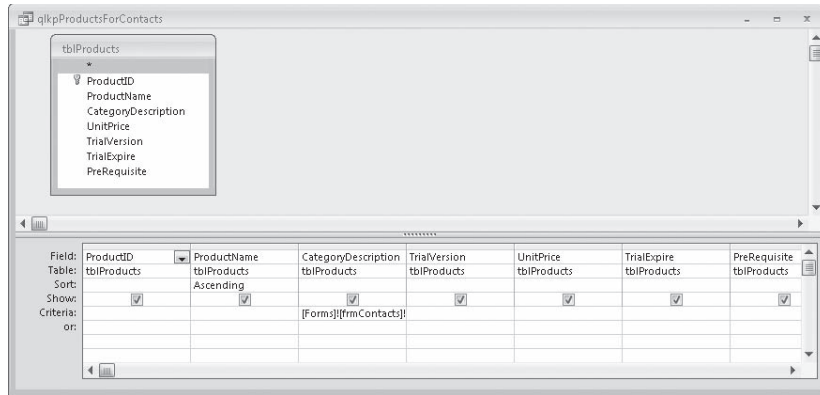 qlkpProductsForContacts
tblProducts
*
ProductID
ProductName
CategoryDescription
UnitPrice
TrialVersion
TrialExpire
PreRequisite
Field: ProductID ProductName CategoryDescription TrialVersion UnitPrice TrialExpire PreRequisite
Table: tblProducts tblProducts tblProducts tblProducts tblProducts tblProducts tblProducts
Sort: Ascending
Show:
Criteria: [Forms]![frmContacts]!
or: